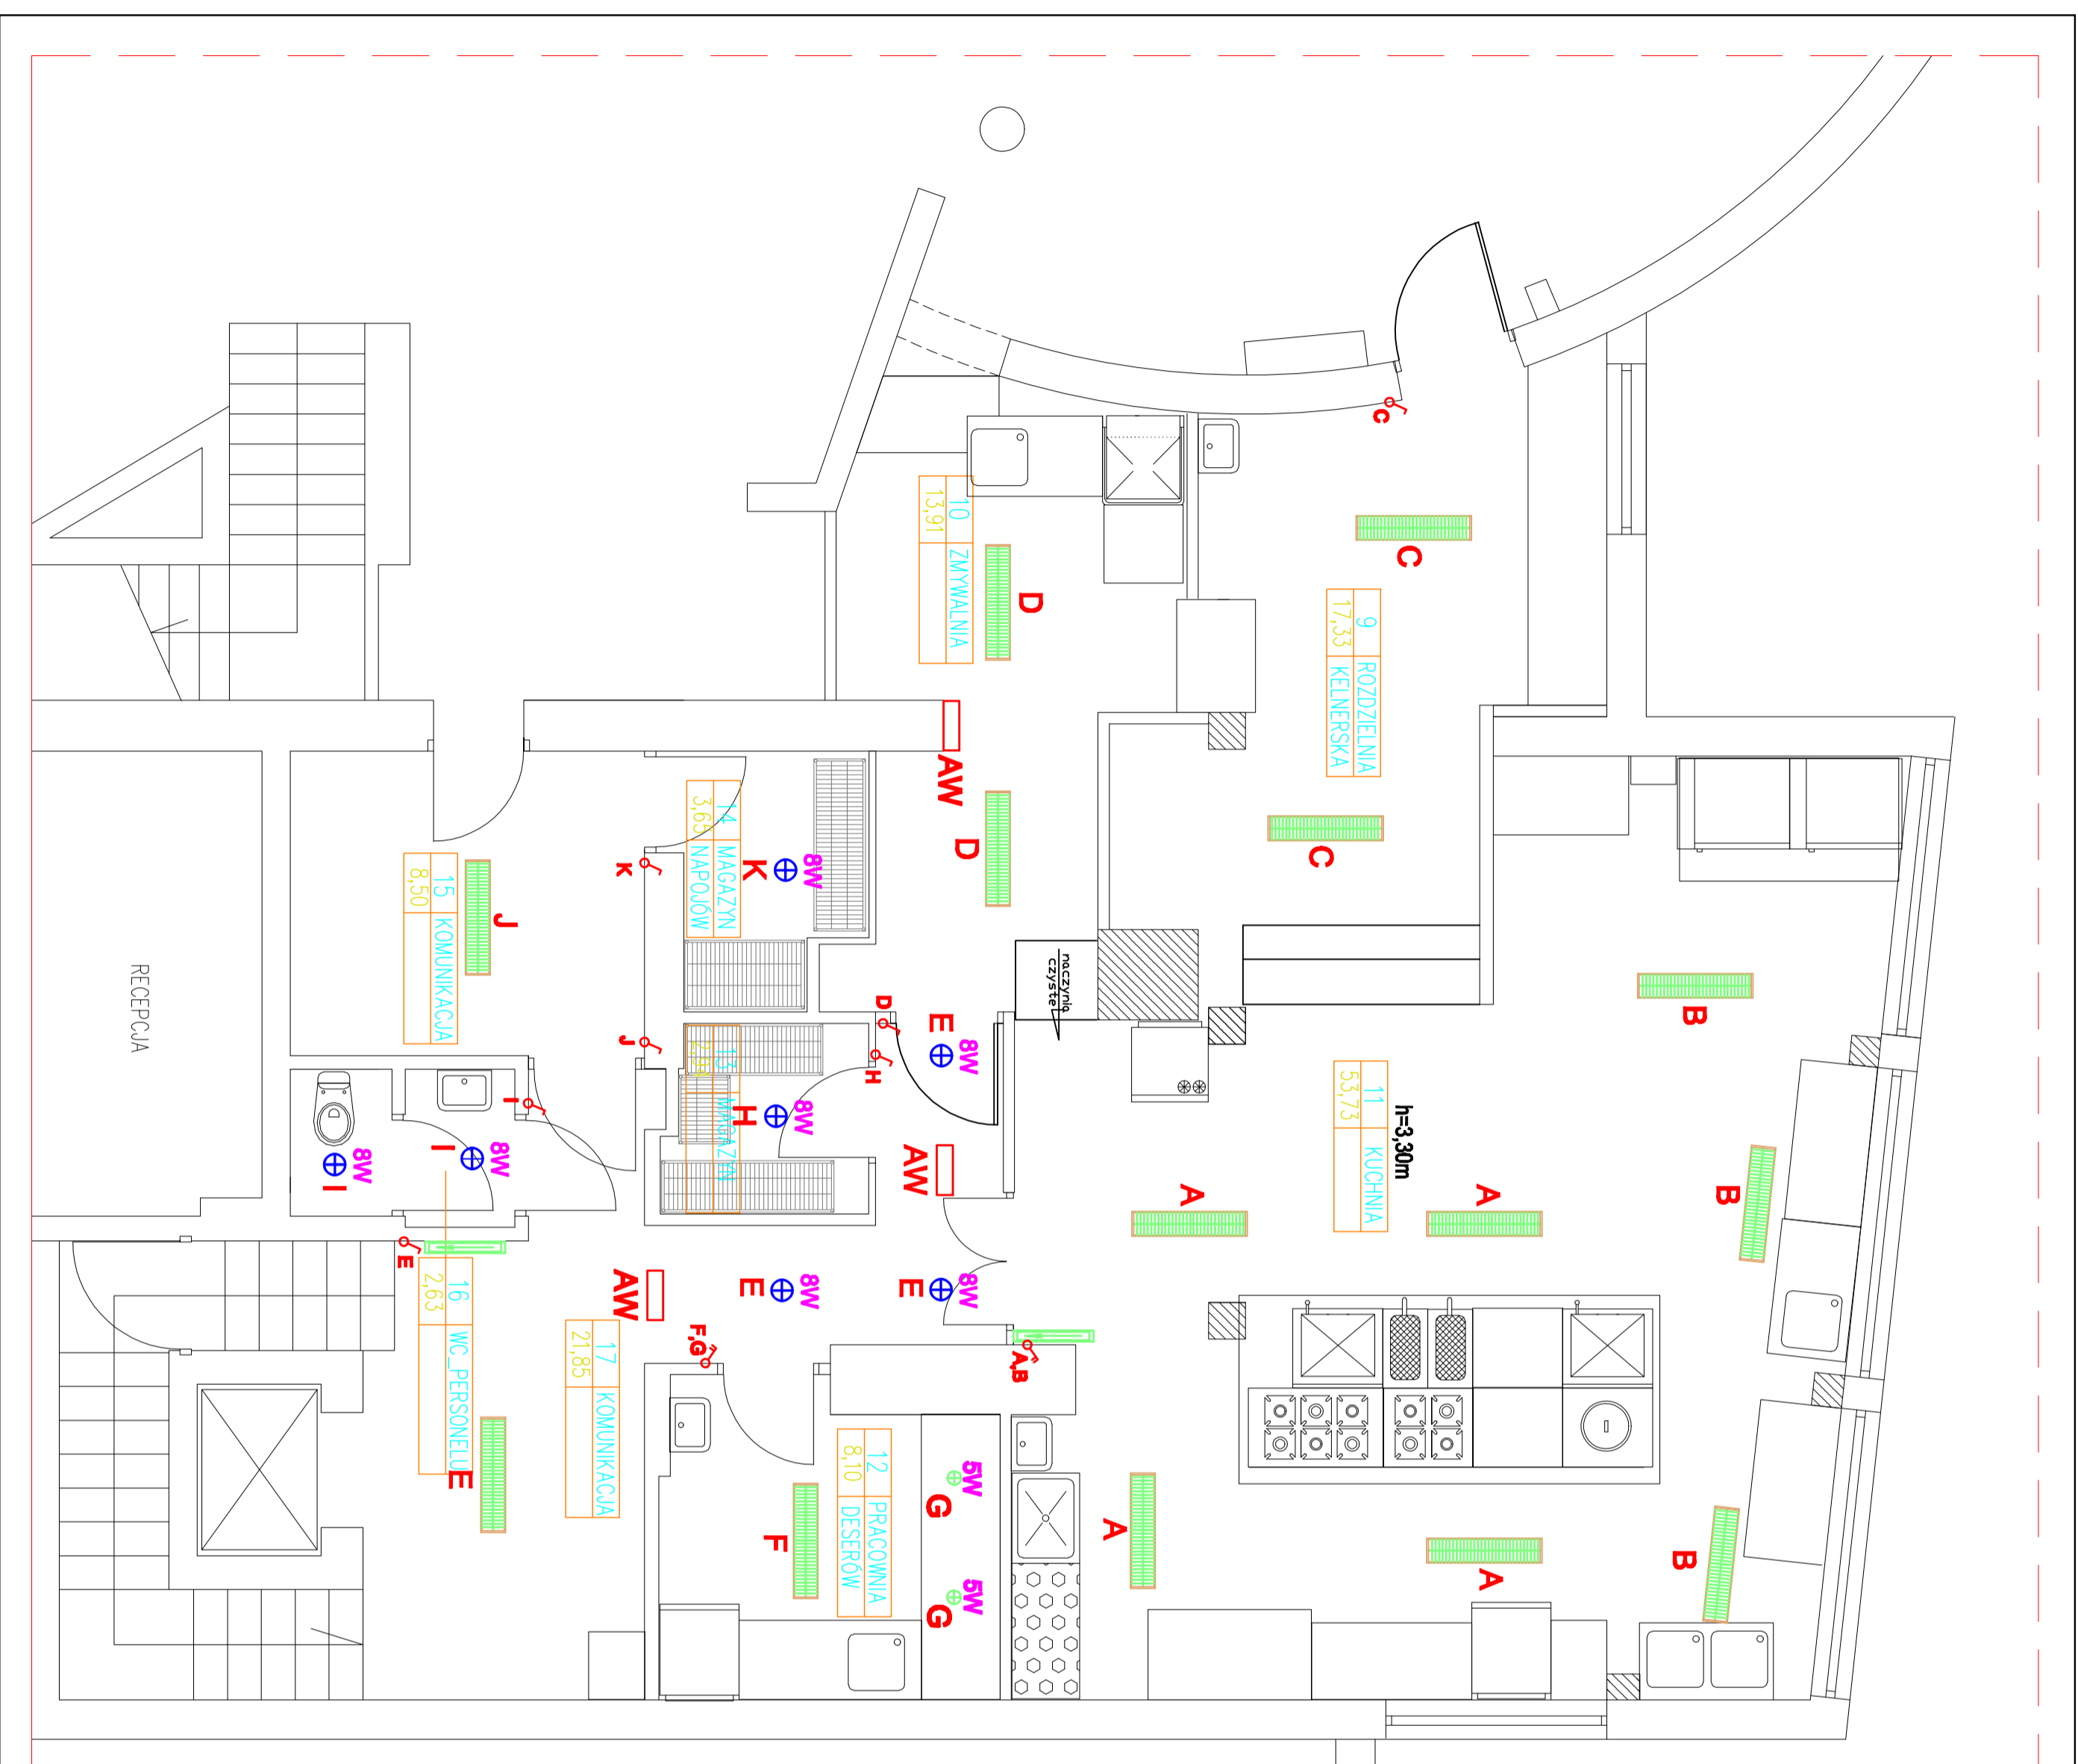 C
C
9 ROZDZIELNIA
17,33 KELNERSKA
C
10 ZMYWALNIA
13,91
D
D
AW
naczynia
czyste
B
B
B
11 KUCHNIA
53,73
h=3,30m
A
A
A
A
A,B
14 MAGAZYN
3,65 NAPOJÓW
K
8W
K
D
E
8W
H
13 MAGAZYN
H
8W
AW
15 KOMUNIKACJA
8,50
J
J
I
I
8W
I
8W
RECEPCJA
E
16 WC_PERSONELU
2,63
E
AW
E
8W
E
8W
17 KOMUNIKACJA
21,85
F,G
12 PRACOWNIA
8,10 DESERÓW
F
5W
G
5W
G